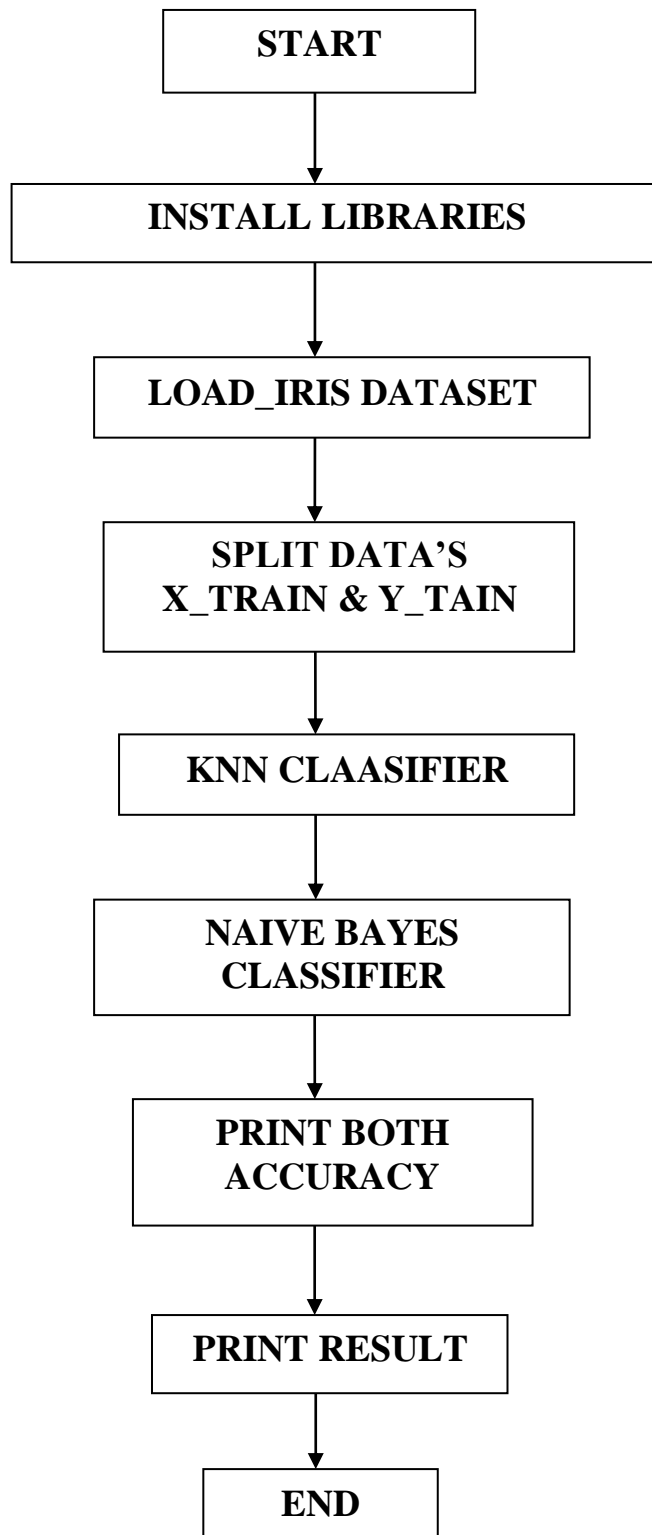 START
INSTALL LIBRARIES
LOAD_IRIS DATASET
SPLIT DATA’S
X_TRAIN & Y_TAIN
KNN CLAASIFIER
NAIVE BAYES
CLASSIFIER
PRINT BOTH
ACCURACY
PRINT RESULT
END